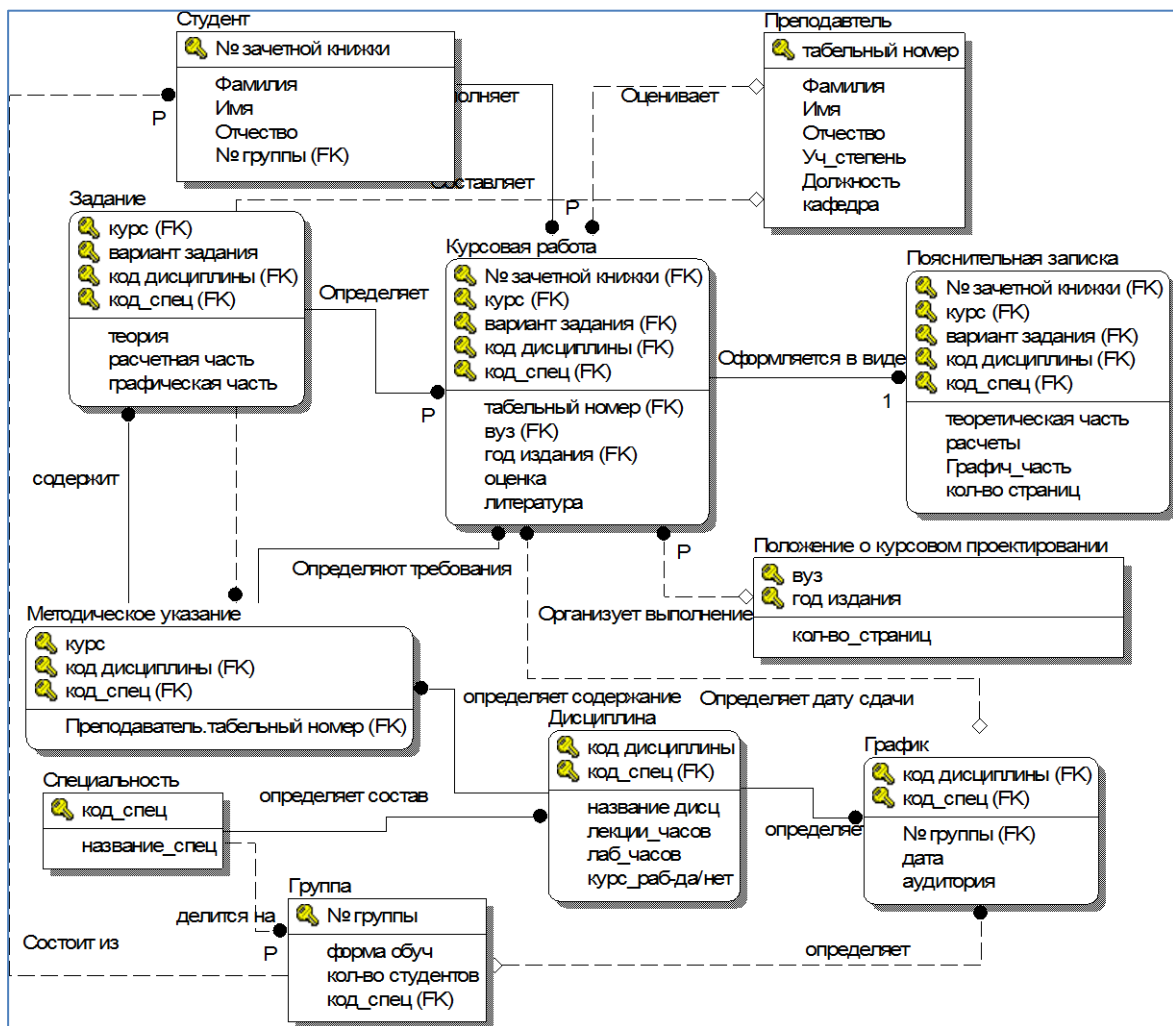 Студент
№ зачетной книжки
Фамилия
Имя
Отчество
№ группы (FK)
Преподавтель
табельный номер
Фамилия
Имя
Отчество
Уч_степень
Должность
кафедра
P
олняет
Оценивает
Составляет
P
Задание
курс (FK)
вариант задания
код дисциплины (FK)
код_спец (FK)
теория
расчетная часть
графическая часть
Определяет
P
Курсовая работа
№ зачетной книжки (FK)
курс (FK)
вариант задания (FK)
код дисциплины (FK)
код_спец (FK)
табельный номер (FK)
вуз (FK)
год издания (FK)
оценка
литература
Оформляется в виде
1
Пояснительная записка
№ зачетной книжки (FK)
курс (FK)
вариант задания (FK)
код дисциплины (FK)
код_спец (FK)
теоретическая часть
расчеты
Графич_часть
кол-во страниц
содержит
Определяют требования
P
Организует выполнение
Положение о курсовом проектировании
вуз
год издания
кол-во_страниц
Методическое указание
курс
код дисциплины (FK)
код_спец (FK)
Преподаватель.табельный номер (FK)
определяет содержание
Определяет дату сдачи
Дисциплина
код дисциплины
код_спец (FK)
название дисц
лекции_часов
лаб_часов
курс_раб-да/нет
График
код дисциплины (FK)
код_спец (FK)
№ группы (FK)
дата
аудитория
Специальность
код_спец
название_спец
определяет состав
определяе
делится на
P
Состоит из
Группа
№ группы
форма обуч
кол-во студентов
код_спец (FK)
определяет